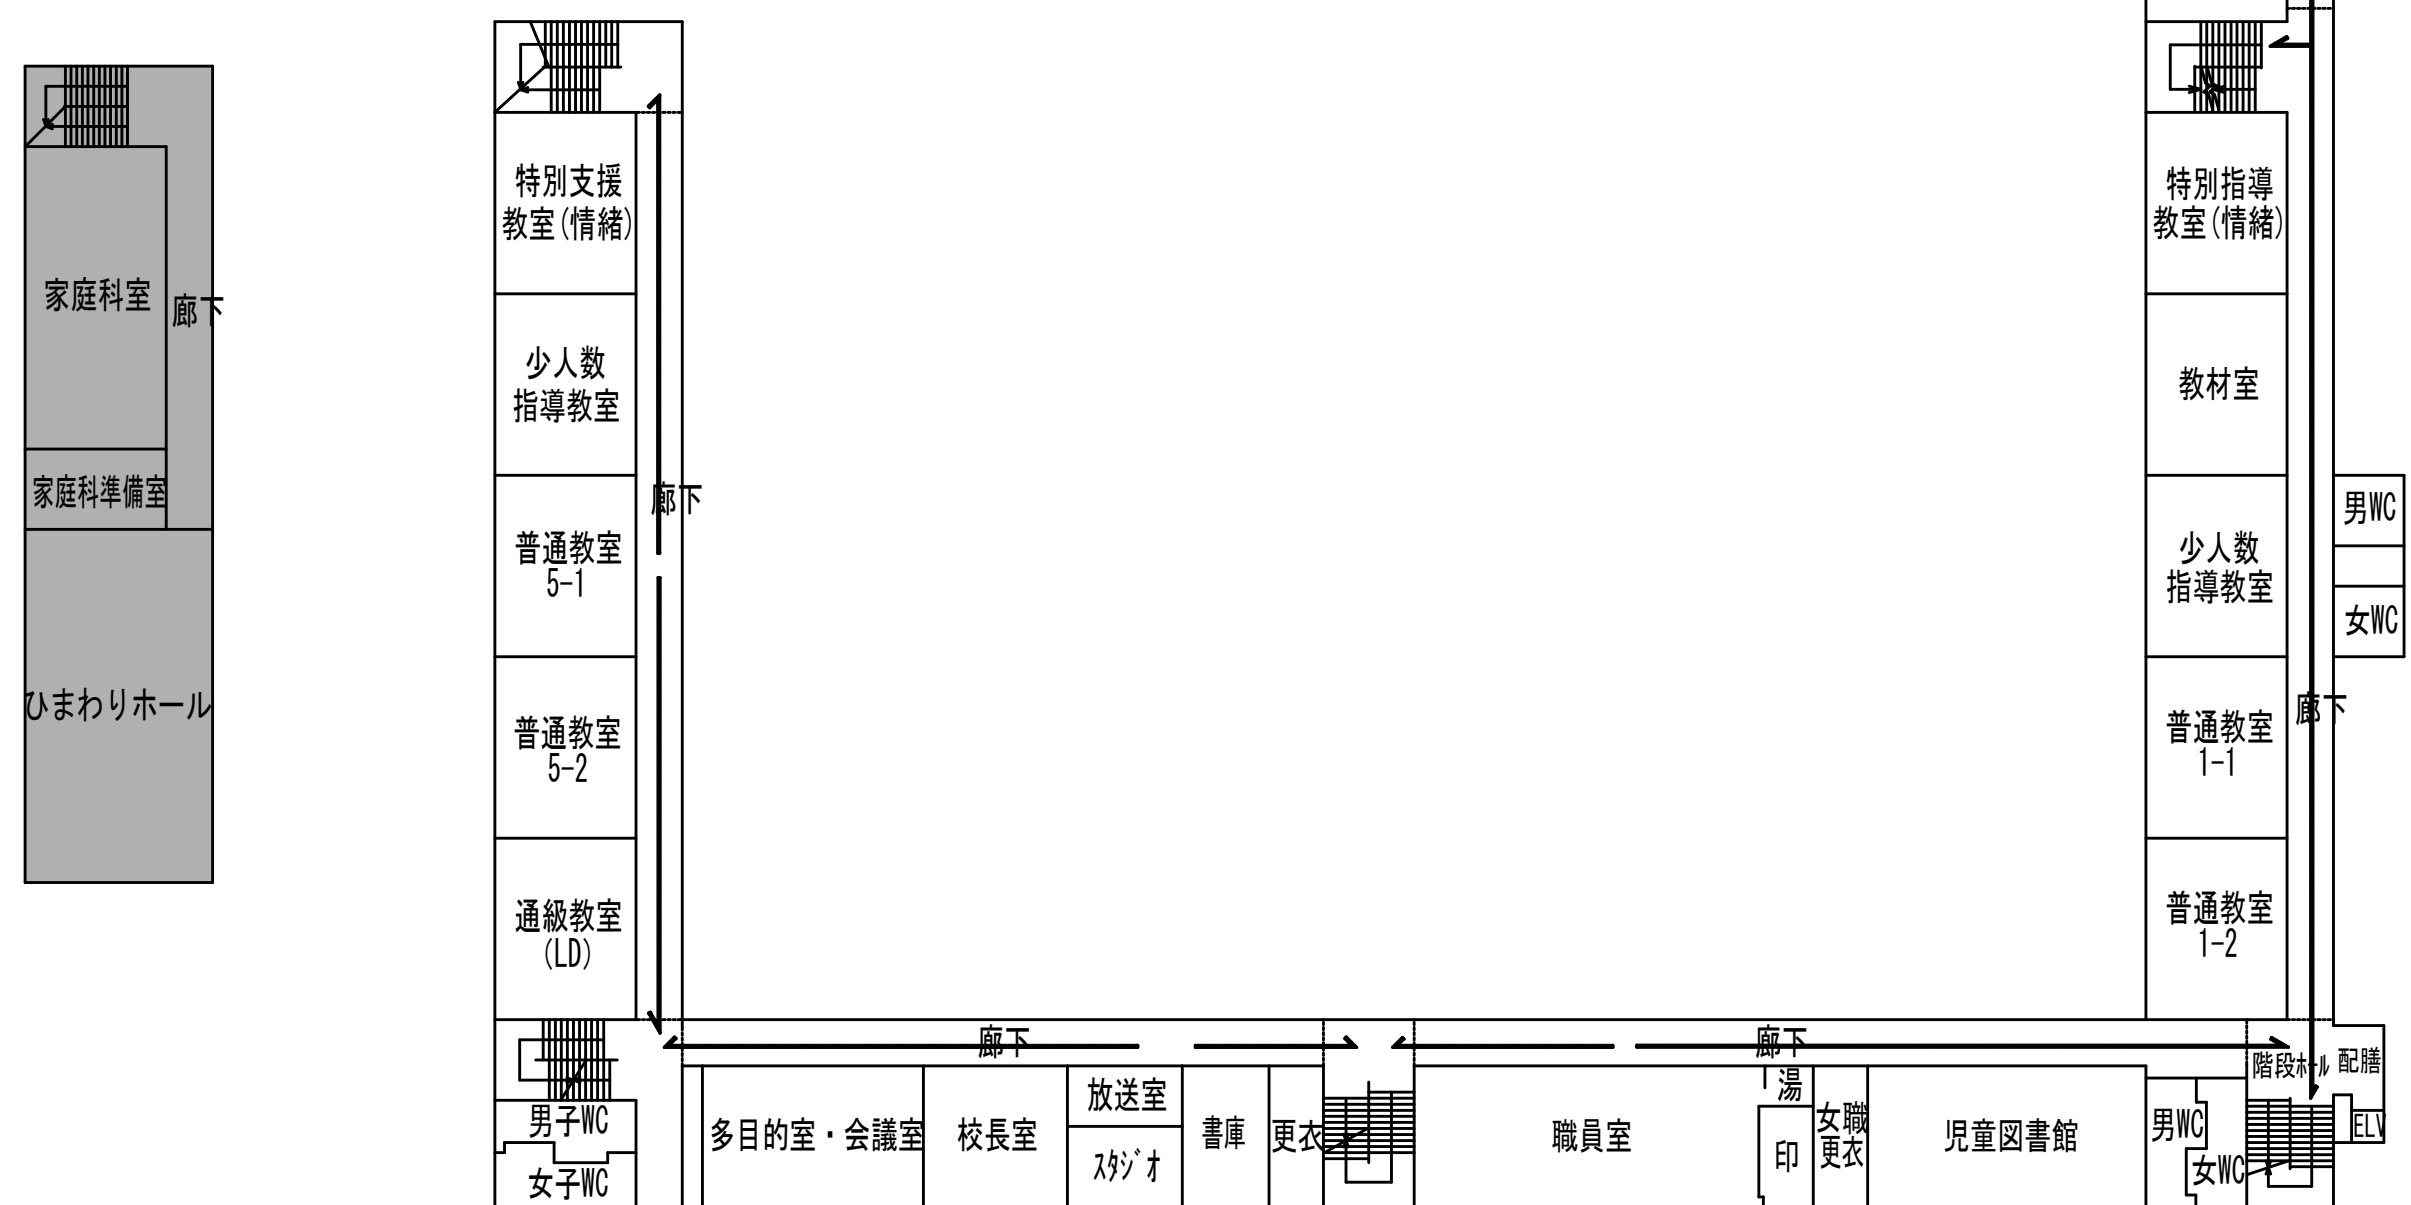 家庭科室
廊下
家庭科準備室
ひまわりホール
特別支援
教室(情緒)
少人数
指導教室
廊下
普通教室
5-1
普通教室
5-2
通級教室
(LD)
男子WC
女子WC
廊下
多目的室・会議室
校長室
放送室
ｽﾀｼﾞｵ
書庫
更衣
廊下
職員室
湯
印
女職
更衣
児童図書館
特別指導
教室(情緒)
教材室
少人数
指導教室
男WC
女WC
廊下
普通教室
1-1
普通教室
1-2
階段ﾎｰﾙ
配膳
男WC
女WC
ELV